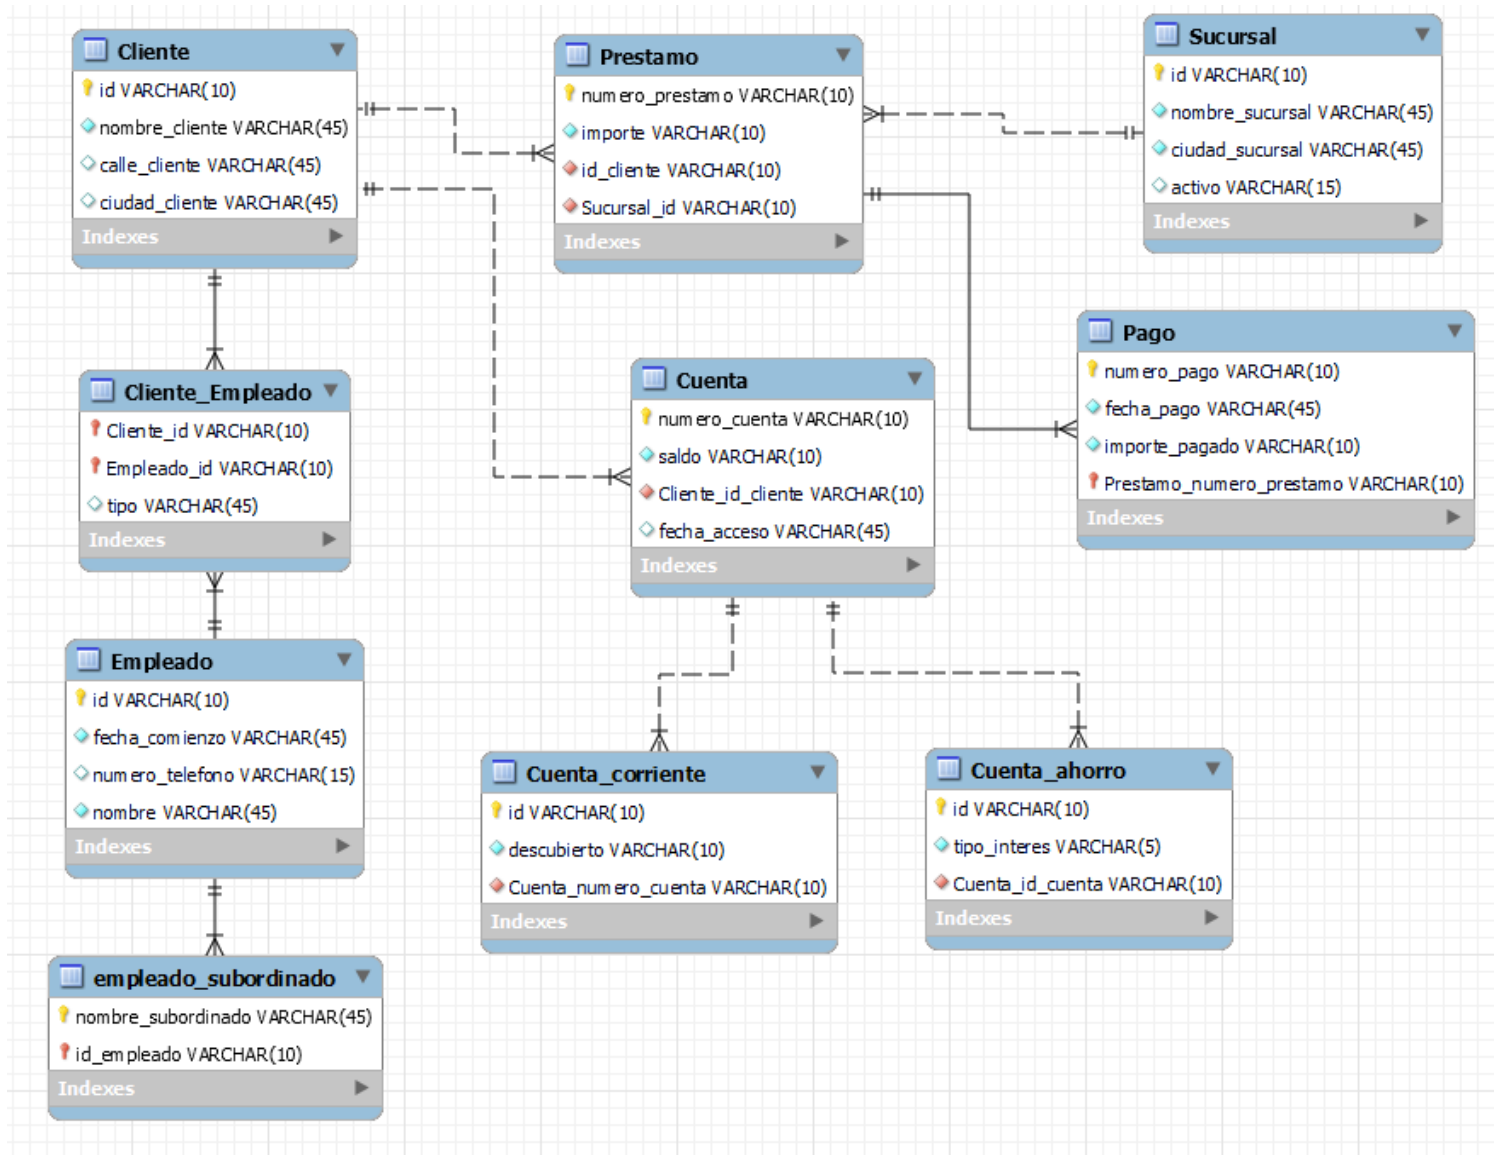 Cliente
id VARCHAR(10)
nombre_cliente VARCHAR(45)
calle_cliente VARCHAR(45)
ciudad_cliente VARCHAR(45)
Indexes
Prestamo
numero_prestamo VARCHAR(10)
importe VARCHAR(10)
id_cliente VARCHAR(10)
Sucursal_id VARCHAR(10)
Indexes
Sucursal
id VARCHAR(10)
nombre_sucursal VARCHAR(45)
ciudad_sucursal VARCHAR(45)
activo VARCHAR(15)
Indexes
Cliente_Empleado
Cliente_id VARCHAR(10)
Empleado_id VARCHAR(10)
tipo VARCHAR(45)
Indexes
Cuenta
numero_cuenta VARCHAR(10)
saldo VARCHAR(10)
Cliente_id_cliente VARCHAR(10)
fecha_acceso VARCHAR(45)
Indexes
Pago
numero_pago VARCHAR(10)
fecha_pago VARCHAR(45)
importe_pagado VARCHAR(10)
Prestamo_numero_prestamo VARCHAR(10)
Indexes
Empleado
id VARCHAR(10)
fecha_comienzo VARCHAR(45)
numero_telefono VARCHAR(15)
nombre VARCHAR(45)
Indexes
Cuenta_corriente
id VARCHAR(10)
descubierto VARCHAR(10)
Cuenta_numero_cuenta VARCHAR(10)
Indexes
Cuenta_ahorro
id VARCHAR(10)
tipo_interes VARCHAR(5)
Cuenta_id_cuenta VARCHAR(10)
Indexes
empleado_subordinado
nombre_subordinado VARCHAR(45)
id_empleado VARCHAR(10)
Indexes